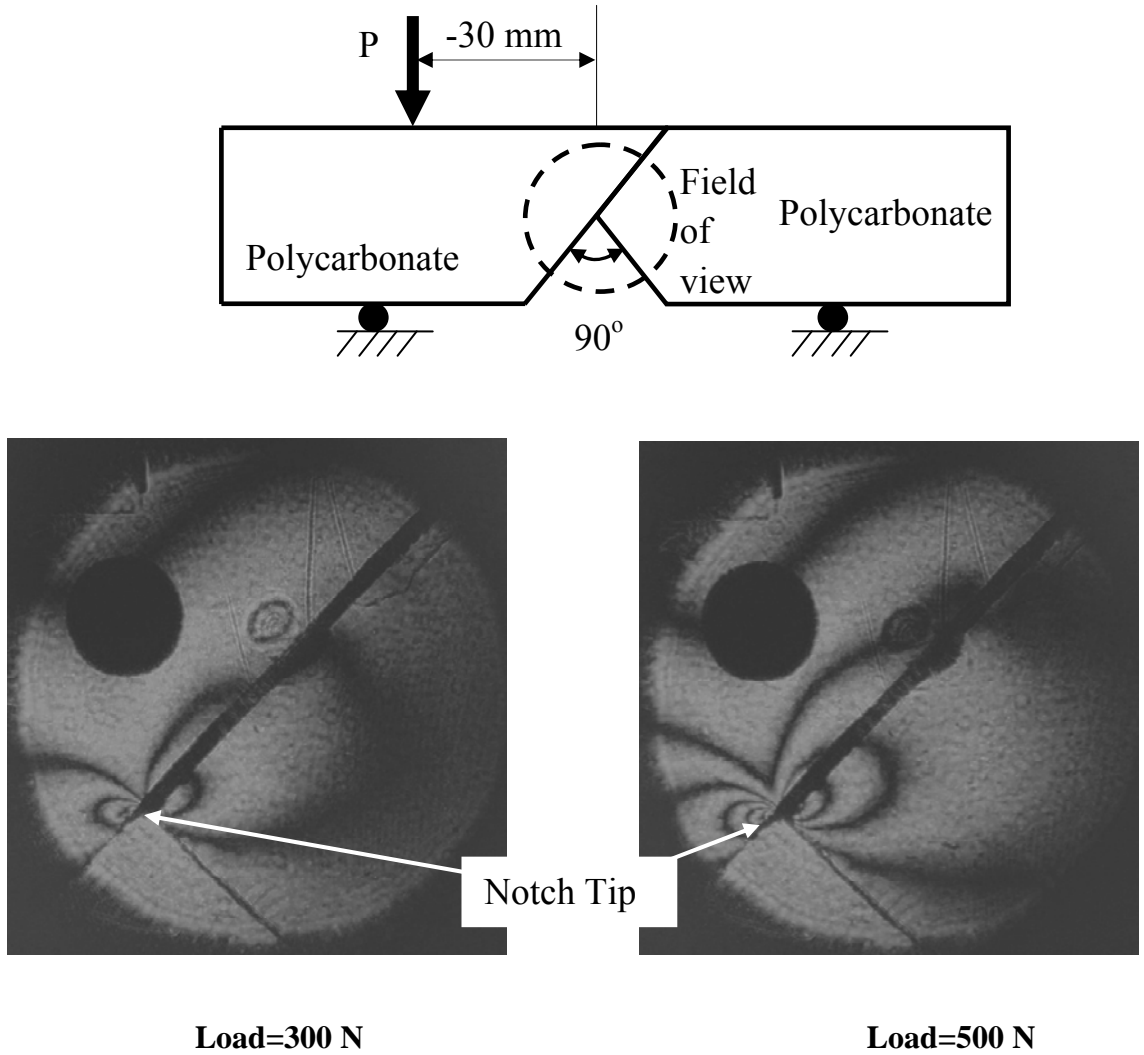 P
-30 mm
Field
of
view
Polycarbonate
Polycarbonate
90°
Notch Tip
Load=300 N
Load=500 N